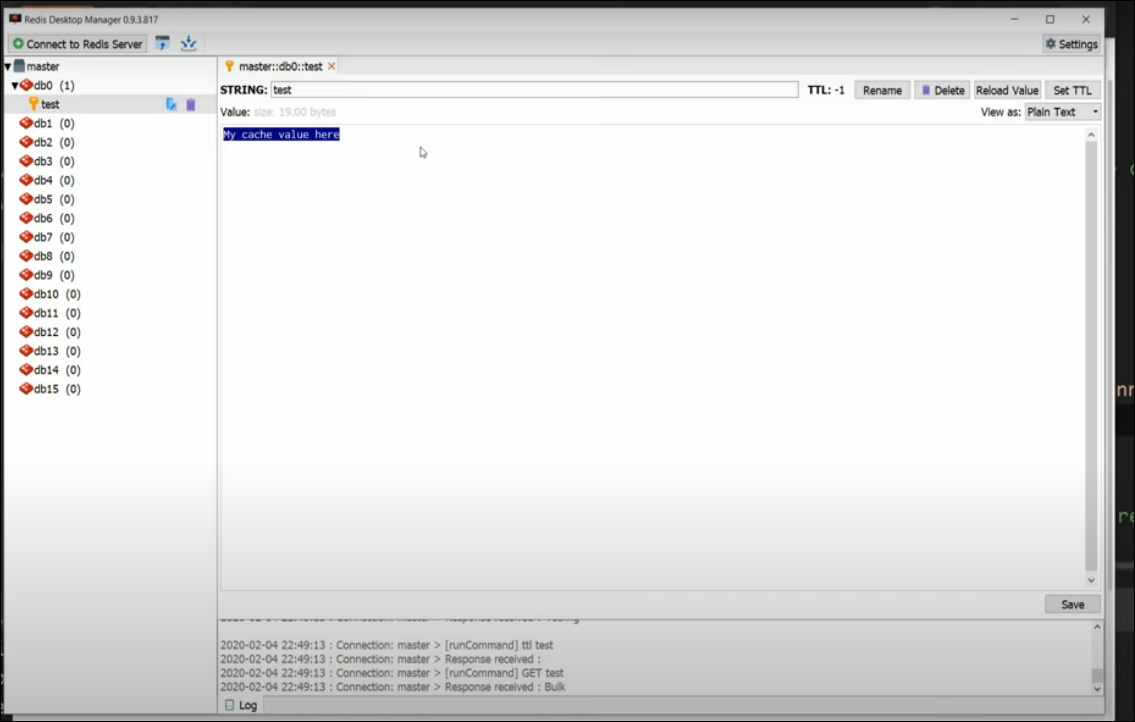 Redis Desktop Manager 0.9.3.817
Connect to Redis Server
Settings
master
db0 (1)
test
db1 (0)
db2 (0)
db3 (0)
db4 (0)
db5 (0)
db6 (0)
db7 (0)
db8 (0)
db9 (0)
db10 (0)
db11 (0)
db12 (0)
db13 (0)
db14 (0)
db15 (0)
master::db0::test
STRING: test TTL: -1 Rename Delete Reload Value Set TTL
Value: size: 19.00 bytes View as: Plain Text
My cache value here
Save
2020-02-04 22:49:13 : Connection: master > [runCommand] ttl test
2020-02-04 22:49:13 : Connection: master > Response received :
2020-02-04 22:49:13 : Connection: master > [runCommand] GET test
2020-02-04 22:49:13 : Connection: master > Response received : Bulk
Log